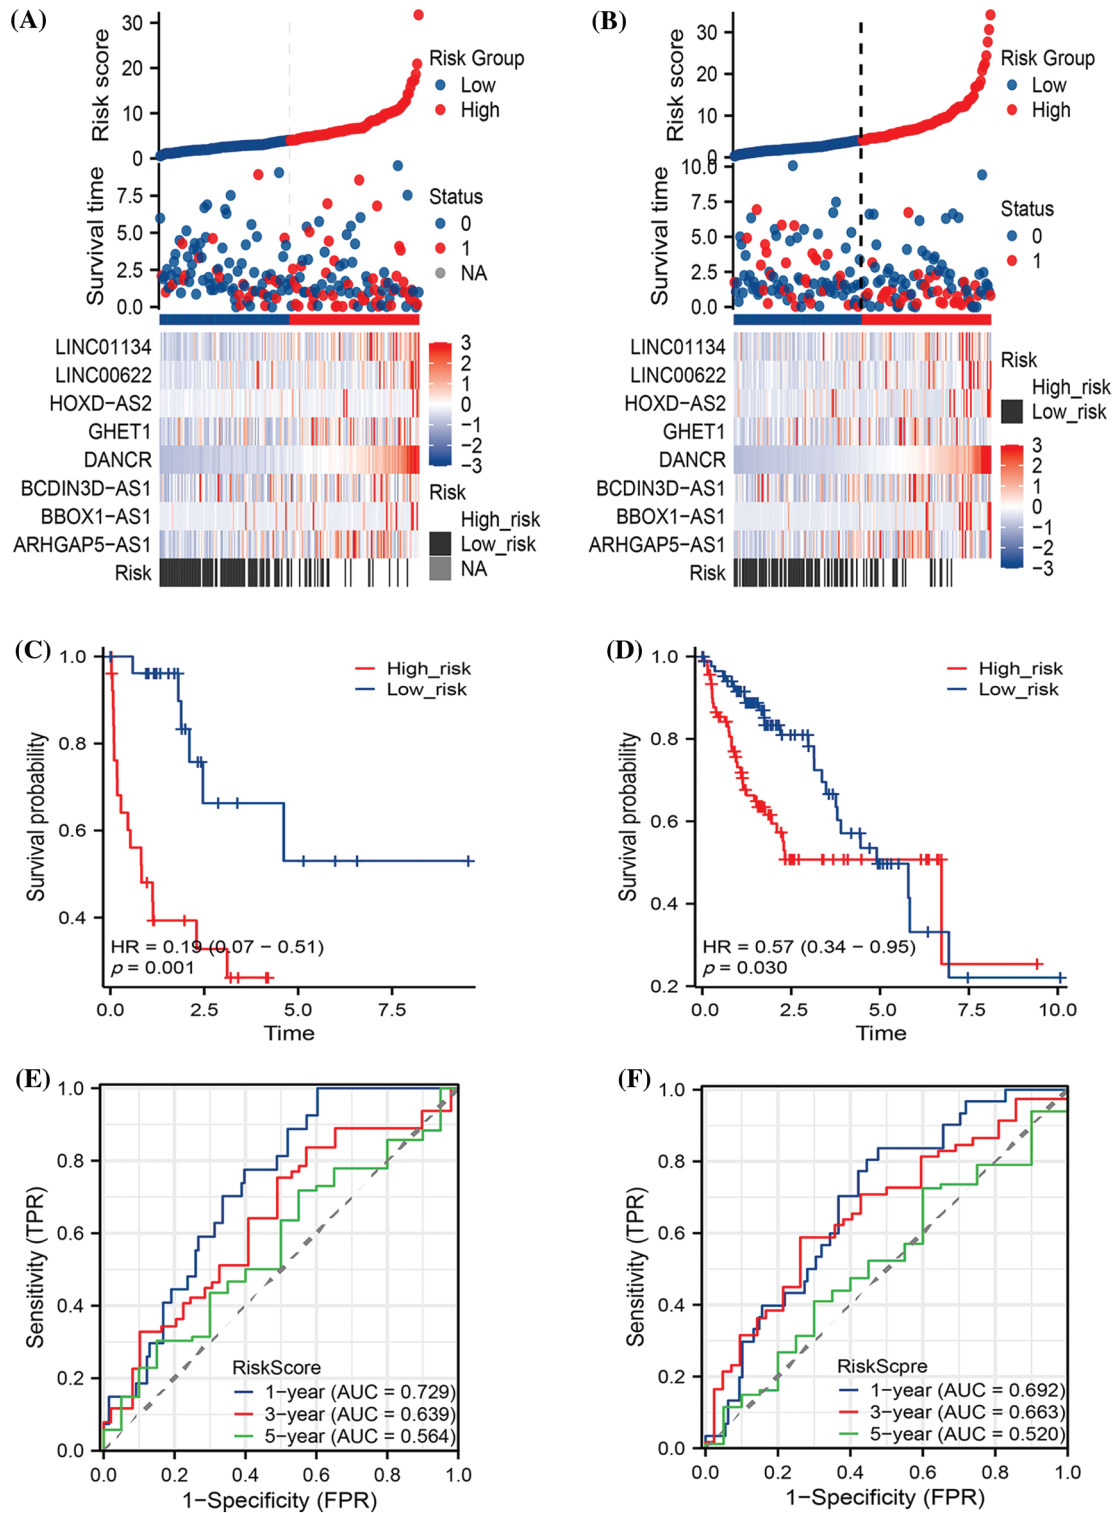 (A)
Risk score
30
20
10
0
Risk Group
Low
High
Survival time
7.5
5.0
2.5
0.0
Status
0
1
NA
LINC01134
LINC00622
HOXD-AS2
GHET1
DANCR
BCDIN3D-AS1
BBOX1-AS1
ARHGAP5-AS1
Risk
3
2
1
0
-1
-2
-3
Risk
High_risk
Low_risk
NA
(B)
Risk score
30
20
10
0
Risk Group
Low
High
Survival time
10.0
7.5
5.0
2.5
0.0
Status
0
1
LINC01134
LINC00622
HOXD-AS2
GHET1
DANCR
BCDIN3D-AS1
BBOX1-AS1
ARHGAP5-AS1
Risk
Risk
High_risk
Low_risk
3
2
1
0
-1
-2
-3
(C)
Survival probability
1.0
0.8
0.6
0.4
High_risk
Low_risk
HR = 0.19 (0.07 - 0.51)
p = 0.001
0.0 2.5 5.0 7.5
Time
(D)
Survival probability
1.0
0.8
0.6
0.4
0.2
High_risk
Low_risk
HR = 0.57 (0.34 - 0.95)
p = 0.030
0.0 2.5 5.0 7.5 10.0
Time
(E)
Sensitivity (TPR)
1.0
0.8
0.6
0.4
0.2
0.0
RiskScore
1-year (AUC = 0.729)
3-year (AUC = 0.639)
5-year (AUC = 0.564)
0.0 0.2 0.4 0.6 0.8 1.0
1-Specificity (FPR)
(F)
Sensitivity (TPR)
1.0
0.8
0.6
0.4
0.2
0.0
RiskScpre
1-year (AUC = 0.692)
3-year (AUC = 0.663)
5-year (AUC = 0.520)
0.0 0.2 0.4 0.6 0.8 1.0
1-Specificity (FPR)